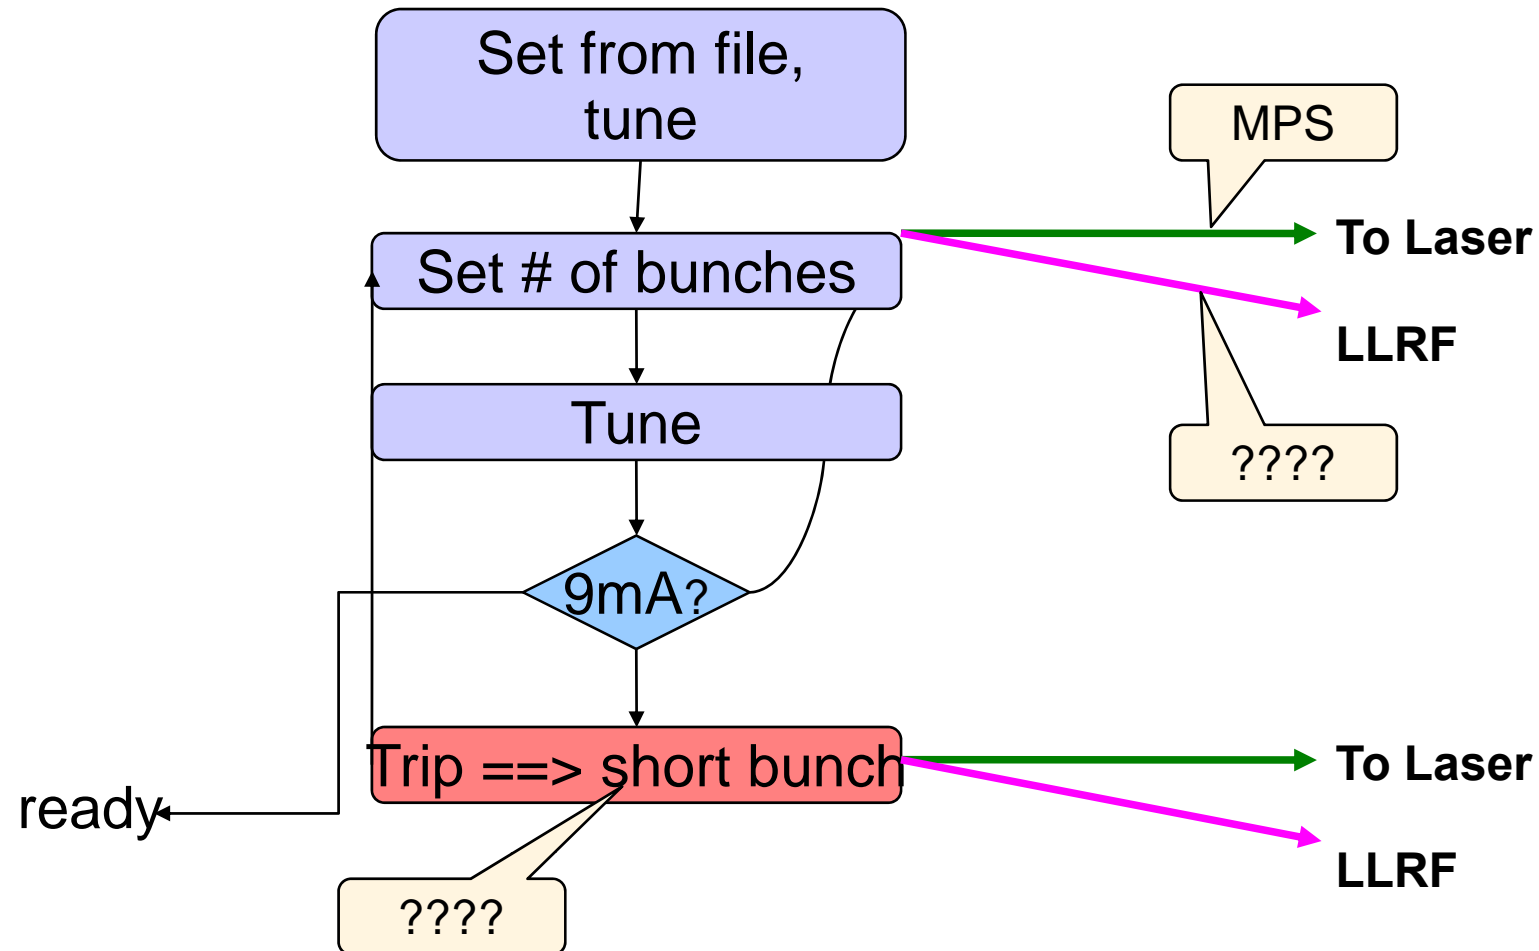 Set from file,
tune
MPS
To Laser
Set # of bunches
LLRF
Tune
????
9mA?
Trip ==> short bunch
To Laser
ready
LLRF
????